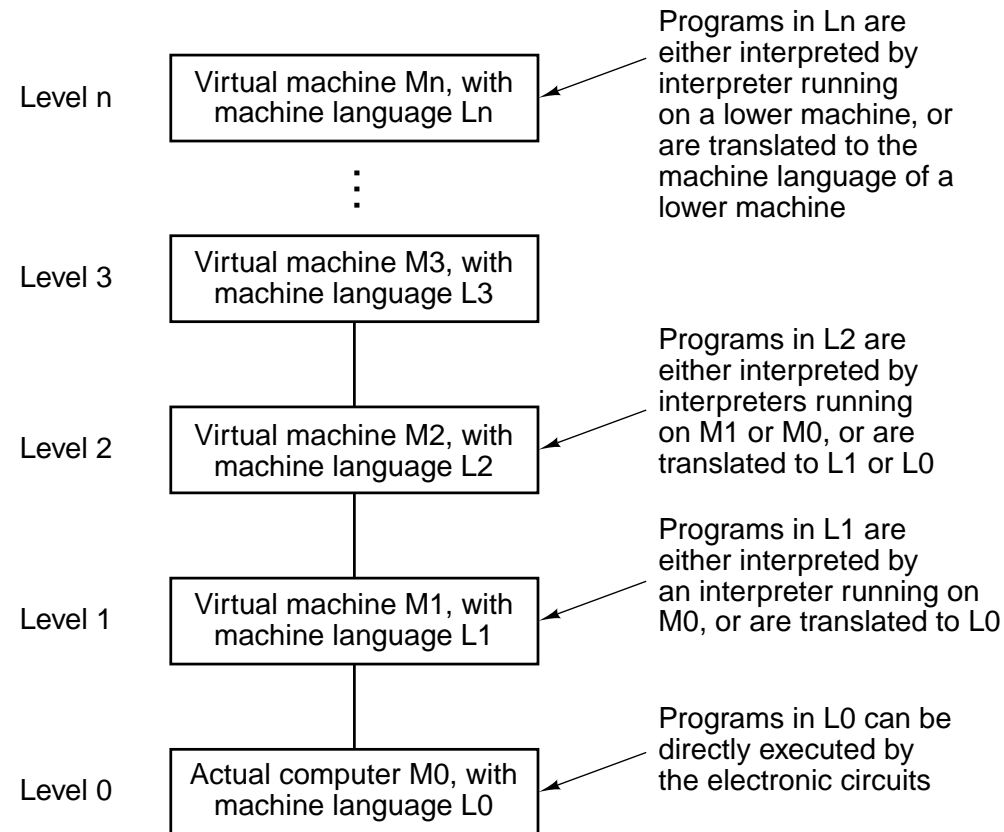 Programs in Ln are
either interpreted by
interpreter running
on a lower machine, or
are translated to the
machine language of a
lower machine
Level n
Virtual machine Mn, with
machine language Ln
Level 3
Virtual machine M3, with
machine language L3
Programs in L2 are
either interpreted by
interpreters running
on M1 or M0, or are
translated to L1 or L0
Level 2
Virtual machine M2, with
machine language L2
Programs in L1 are
either interpreted by
an interpreter running on
M0, or are translated to L0
Level 1
Virtual machine M1, with
machine language L1
Programs in L0 can be
directly executed by
the electronic circuits
Level 0
Actual computer M0, with
machine language L0